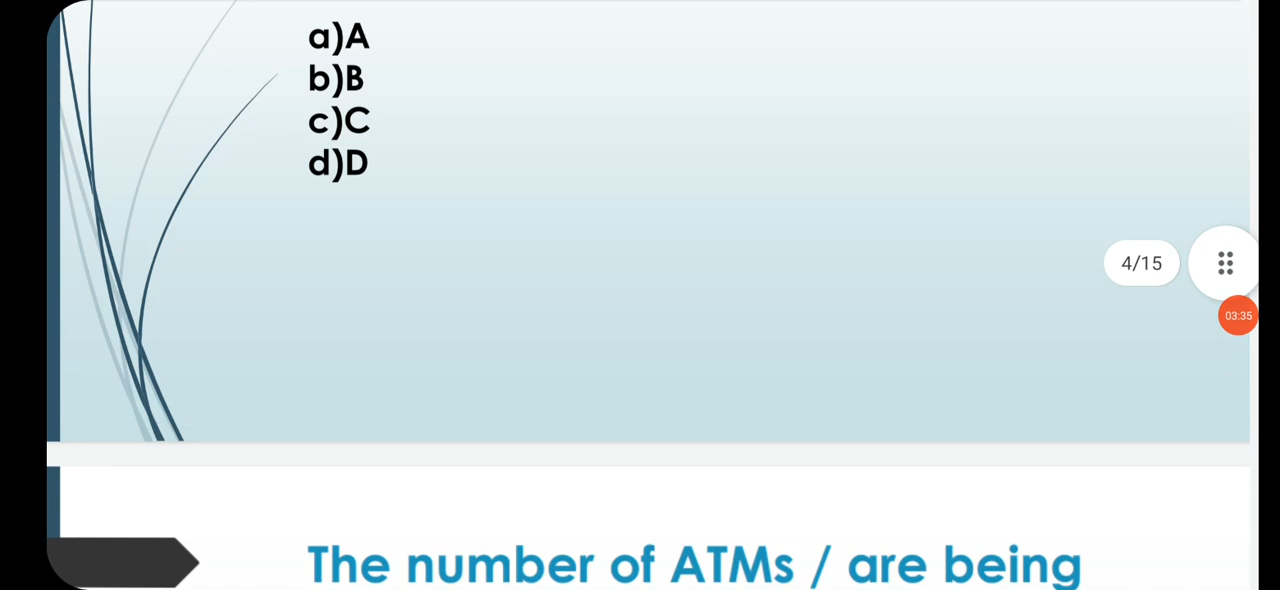 a)A
b)B
c)C
d)D
4/15
03:35
The number of ATMs / are being